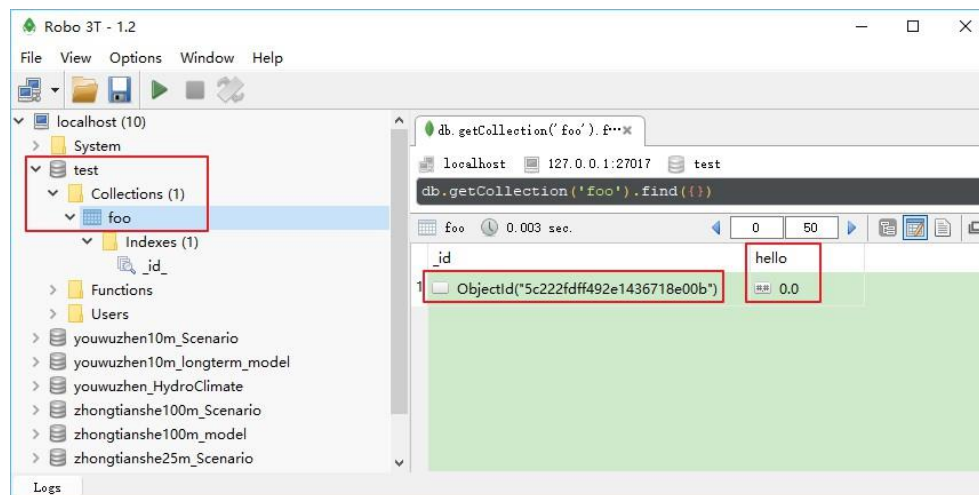 Robo 3T - 1.2
File View Options Window Help
localhost (10)
System
test
Collections (1)
foo
Indexes (1)
_id_
Functions
Users
youwuzhen10m_Scenario
youwuzhen10m_longterm_model
youwuzhen_HydroClimate
zhongtianshe100m_Scenario
zhongtianshe100m_model
zhongtianshe25m_Scenario
db.getCollection('foo').f···
localhost 127.0.0.1:27017 test
db.getCollection('foo').find({})
foo 0.003 sec. 0 50
_id hello
1 ObjectId("5c222fdff492e1436718e00b") ## 0.0
Logs